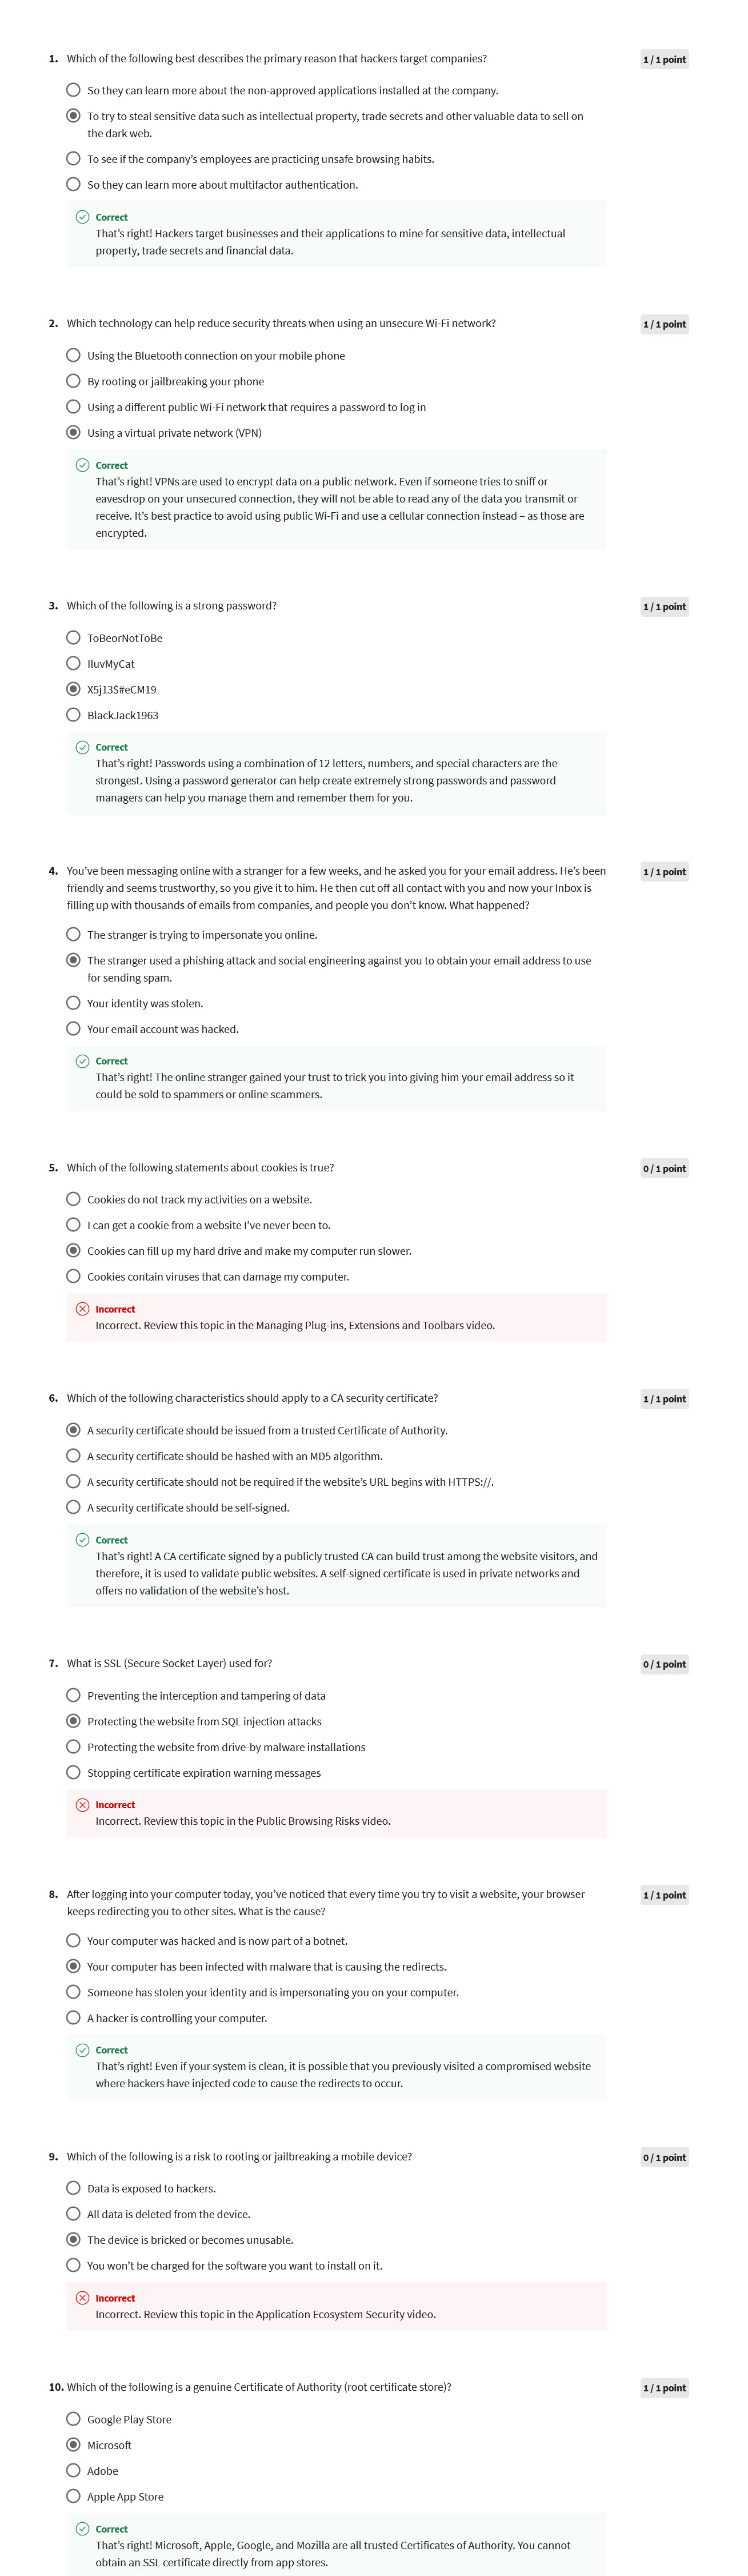 1. Which of the following best describes the primary reason that hackers target companies? 1 / 1 point
So they can learn more about the non-approved applications installed at the company.
To try to steal sensitive data such as intellectual property, trade secrets and other valuable data to sell on
the dark web.
To see if the company’s employees are practicing unsafe browsing habits.
So they can learn more about multifactor authentication.
Correct
That’s right! Hackers target businesses and their applications to mine for sensitive data, intellectual
property, trade secrets and financial data.
2. Which technology can help reduce security threats when using an unsecure Wi-Fi network? 1 / 1 point
Using the Bluetooth connection on your mobile phone
By rooting or jailbreaking your phone
Using a different public Wi-Fi network that requires a password to log in
Using a virtual private network (VPN)
Correct
That’s right! VPNs are used to encrypt data on a public network. Even if someone tries to sniff or
eavesdrop on your unsecured connection, they will not be able to read any of the data you transmit or
receive. It’s best practice to avoid using public Wi-Fi and use a cellular connection instead – as those are
encrypted.
3. Which of the following is a strong password? 1 / 1 point
ToBeorNotToBe
IluvMyCat
X5j13$#eCM19
BlackJack1963
Correct
That’s right! Passwords using a combination of 12 letters, numbers, and special characters are the
strongest. Using a password generator can help create extremely strong passwords and password
managers can help you manage them and remember them for you.
4. You’ve been messaging online with a stranger for a few weeks, and he asked you for your email address. He’s been 1 / 1 point
friendly and seems trustworthy, so you give it to him. He then cut off all contact with you and now your Inbox is
filling up with thousands of emails from companies, and people you don’t know. What happened?
The stranger is trying to impersonate you online.
The stranger used a phishing attack and social engineering against you to obtain your email address to use
for sending spam.
Your identity was stolen.
Your email account was hacked.
Correct
That’s right! The online stranger gained your trust to trick you into giving him your email address so it
could be sold to spammers or online scammers.
5. Which of the following statements about cookies is true? 0 / 1 point
Cookies do not track my activities on a website.
I can get a cookie from a website I’ve never been to.
Cookies can fill up my hard drive and make my computer run slower.
Cookies contain viruses that can damage my computer.
Incorrect
Incorrect. Review this topic in the Managing Plug-ins, Extensions and Toolbars video.
6. Which of the following characteristics should apply to a CA security certificate? 1 / 1 point
A security certificate should be issued from a trusted Certificate of Authority.
A security certificate should be hashed with an MD5 algorithm.
A security certificate should not be required if the website’s URL begins with HTTPS://.
A security certificate should be self-signed.
Correct
That’s right! A CA certificate signed by a publicly trusted CA can build trust among the website visitors, and
therefore, it is used to validate public websites. A self-signed certificate is used in private networks and
offers no validation of the website’s host.
7. What is SSL (Secure Socket Layer) used for? 0 / 1 point
Preventing the interception and tampering of data
Protecting the website from SQL injection attacks
Protecting the website from drive-by malware installations
Stopping certificate expiration warning messages
Incorrect
Incorrect. Review this topic in the Public Browsing Risks video.
8. After logging into your computer today, you’ve noticed that every time you try to visit a website, your browser 1 / 1 point
keeps redirecting you to other sites. What is the cause?
Your computer was hacked and is now part of a botnet.
Your computer has been infected with malware that is causing the redirects.
Someone has stolen your identity and is impersonating you on your computer.
A hacker is controlling your computer.
Correct
That’s right! Even if your system is clean, it is possible that you previously visited a compromised website
where hackers have injected code to cause the redirects to occur.
9. Which of the following is a risk to rooting or jailbreaking a mobile device? 0 / 1 point
Data is exposed to hackers.
All data is deleted from the device.
The device is bricked or becomes unusable.
You won’t be charged for the software you want to install on it.
Incorrect
Incorrect. Review this topic in the Application Ecosystem Security video.
10. Which of the following is a genuine Certificate of Authority (root certificate store)? 1 / 1 point
Google Play Store
Microsoft
Adobe
Apple App Store
Correct
That’s right! Microsoft, Apple, Google, and Mozilla are all trusted Certificates of Authority. You cannot
obtain an SSL certificate directly from app stores.